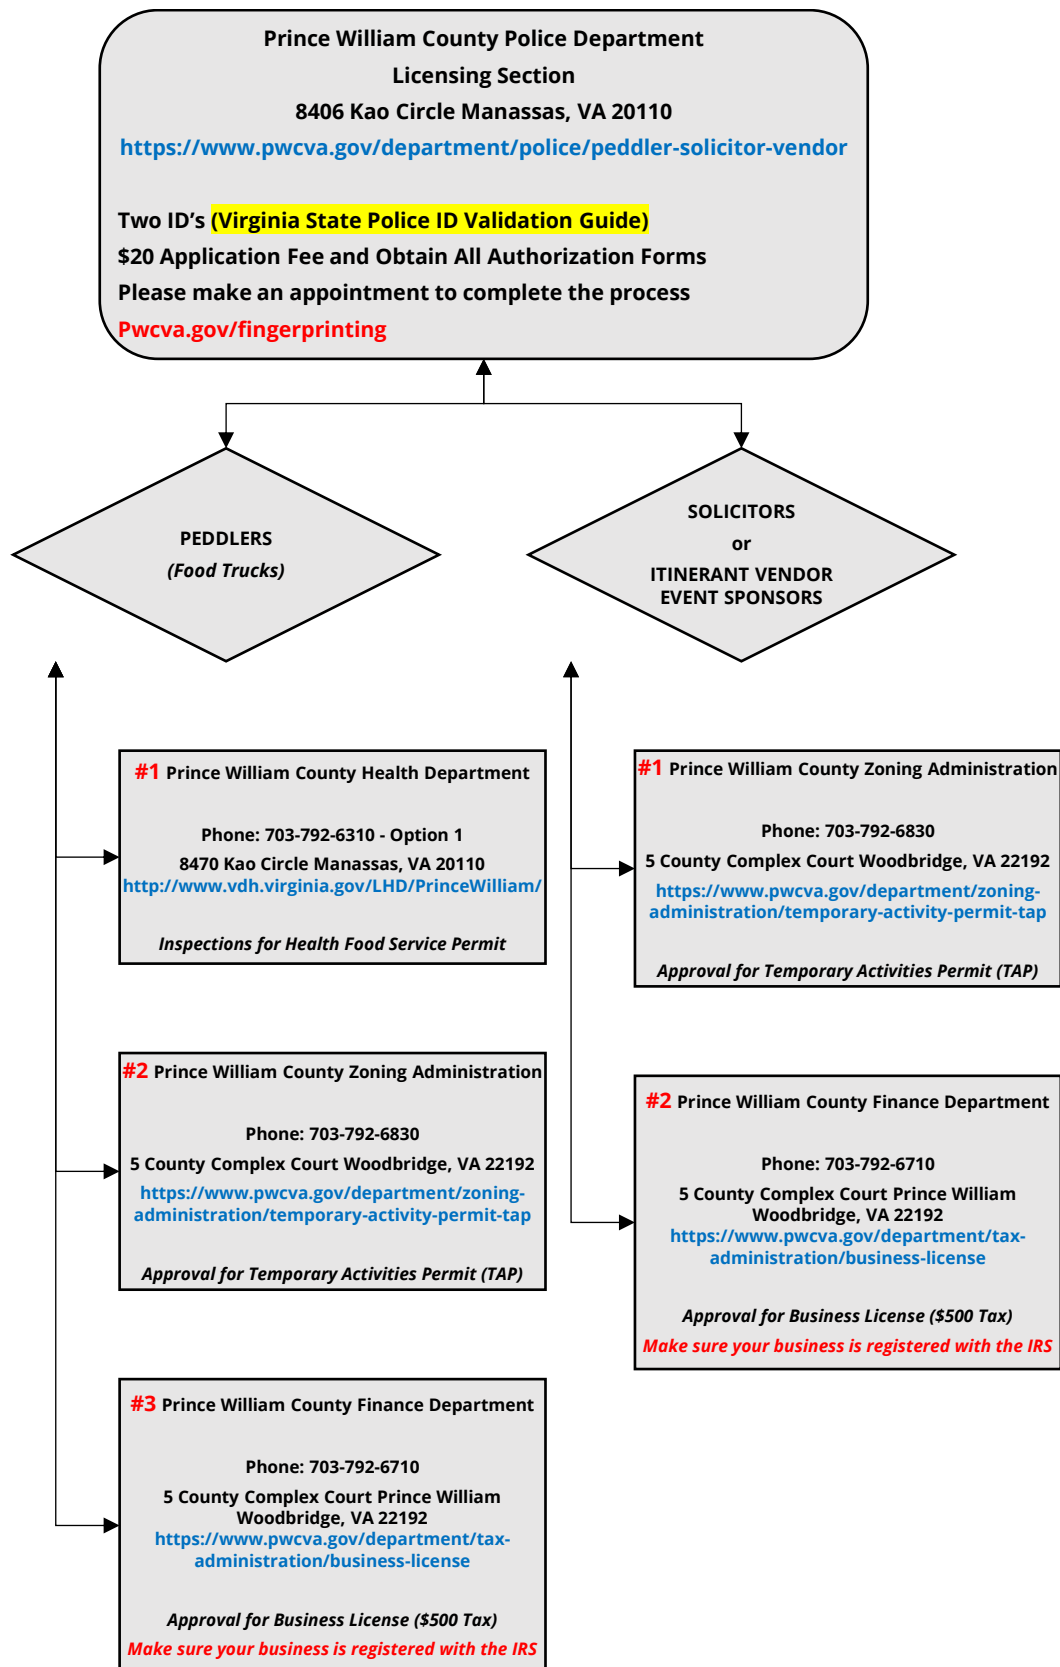 Prince William County Police Department
Licensing Section
8406 Kao Circle Manassas, VA 20110
https://www.pwcva.gov/department/police/peddler-solicitor-vendor
Two ID's (Virginia State Police ID Validation Guide)
$20 Application Fee and Obtain All Authorization Forms
Please make an appointment to complete the process
Pwcva.gov/fingerprinting
PEDDLERS
(Food Trucks)
SOLICITORS
or
ITINERANT VENDOR
EVENT SPONSORS
#1 Prince William County Health Department
Phone: 703-792-6310 - Option 1
8470 Kao Circle Manassas, VA 20110
http://www.vdh.virginia.gov/LHD/PrinceWilliam/
Inspections for Health Food Service Permit
#2 Prince William County Zoning Administration
Phone: 703-792-6830
5 County Complex Court Woodbridge, VA 22192
https://www.pwcva.gov/department/zoning-
administration/temporary-activity-permit-tap
Approval for Temporary Activities Permit (TAP)
#3 Prince William County Finance Department
Phone: 703-792-6710
5 County Complex Court Prince William
Woodbridge, VA 22192
https://www.pwcva.gov/department/tax-
administration/business-license
Approval for Business License ($500 Tax)
Make sure your business is registered with the IRS
#1 Prince William County Zoning Administration
Phone: 703-792-6830
5 County Complex Court Woodbridge, VA 22192
https://www.pwcva.gov/department/zoning-
administration/temporary-activity-permit-tap
Approval for Temporary Activities Permit (TAP)
#2 Prince William County Finance Department
Phone: 703-792-6710
5 County Complex Court Prince William
Woodbridge, VA 22192
https://www.pwcva.gov/department/tax-
administration/business-license
Approval for Business License ($500 Tax)
Make sure your business is registered with the IRS